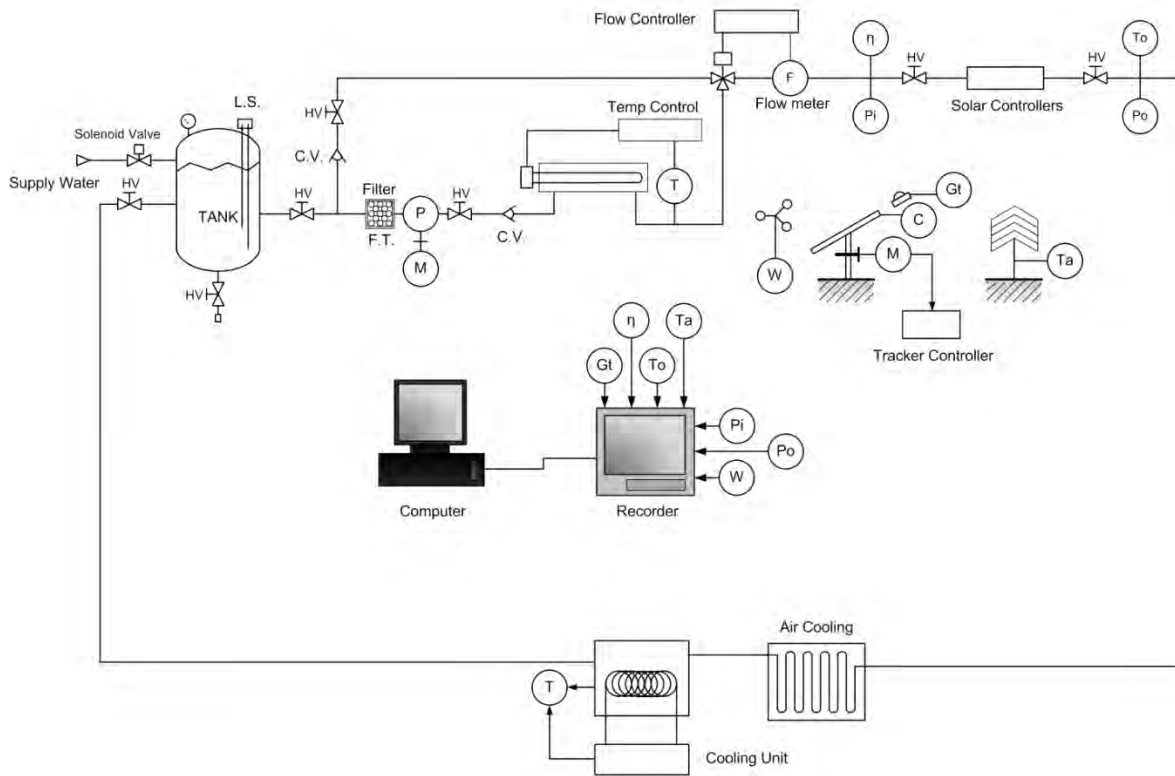 Flow Controller
η
To
HV
HV
L.S.
Temp Control
F
HV
Flow meter
Solar Controllers
Solenoid Valve
Pi
Po
C.V.
Supply Water
HV
HV
Filter
HV
T
Gt
TANK
P
C
F.T.
C.V.
M
W
M
Ta
HV
η
Ta
Tracker Controller
Gt
To
Pi
Po
W
Computer
Recorder
Air Cooling
T
Cooling Unit